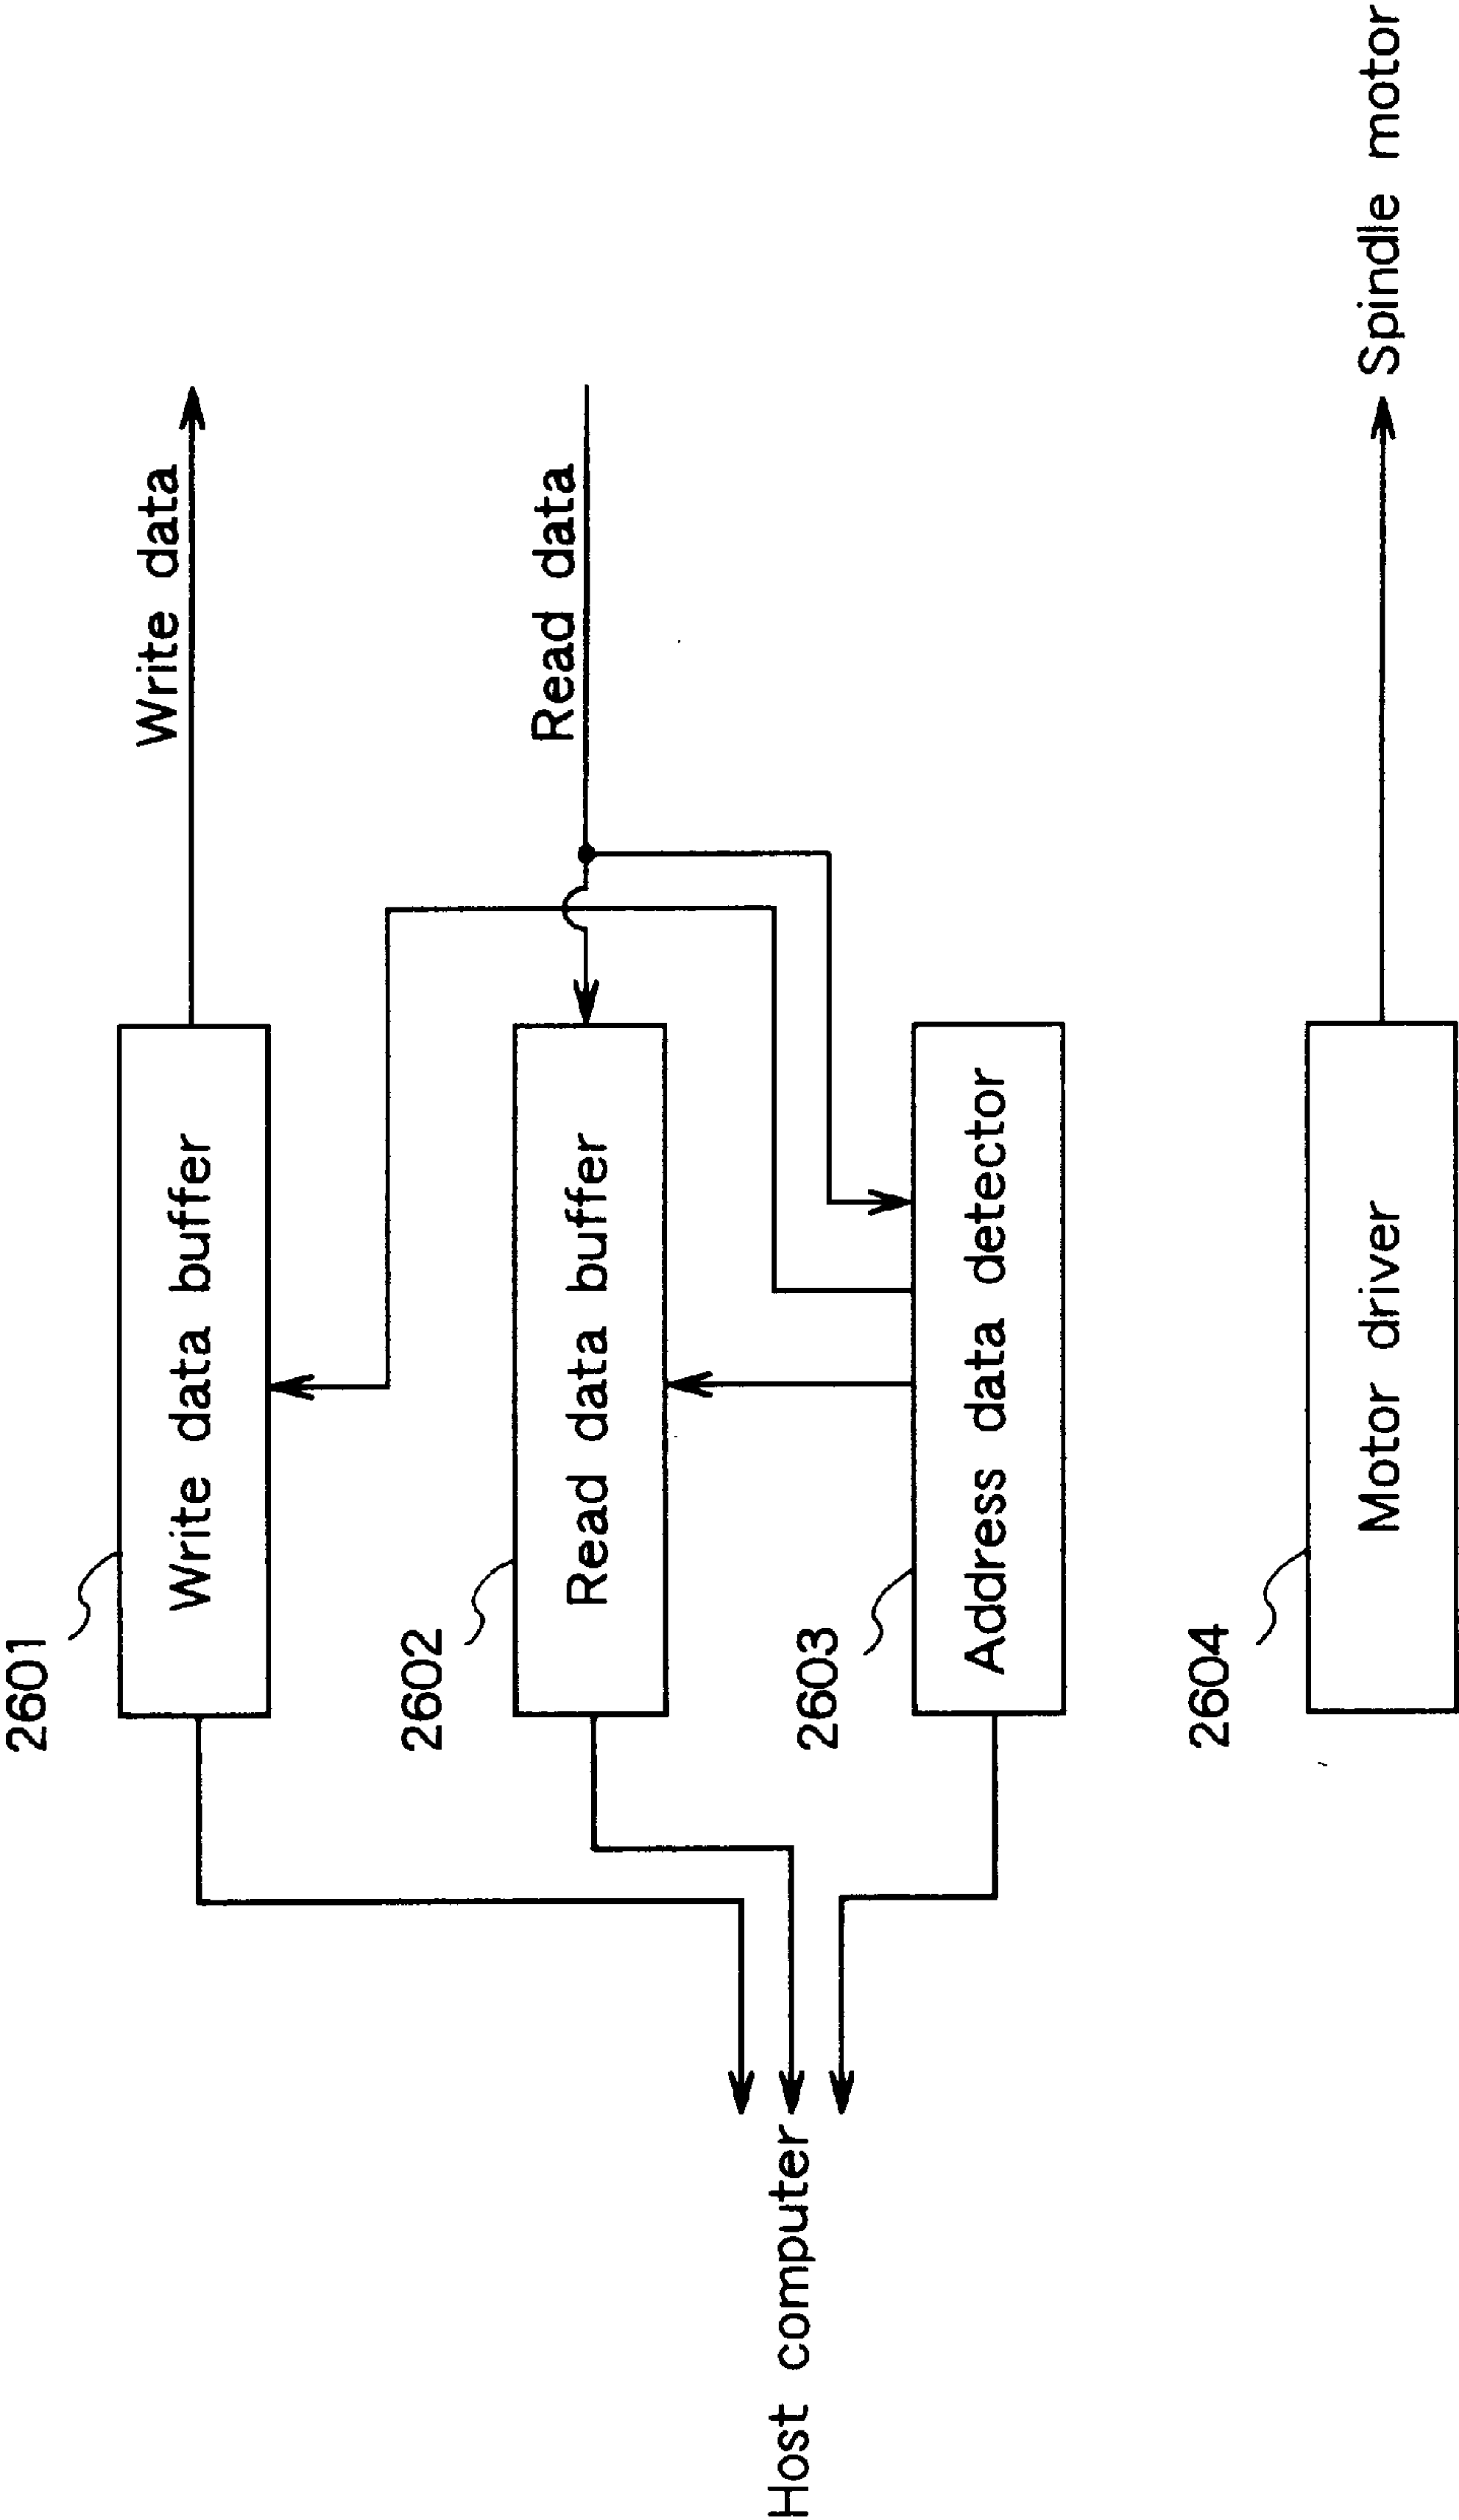 2601
Write data buffer
Write data
2602
Read data buffer
Read data
Host computer
2603
Address data detector
2604
Motor driver
Spindle motor